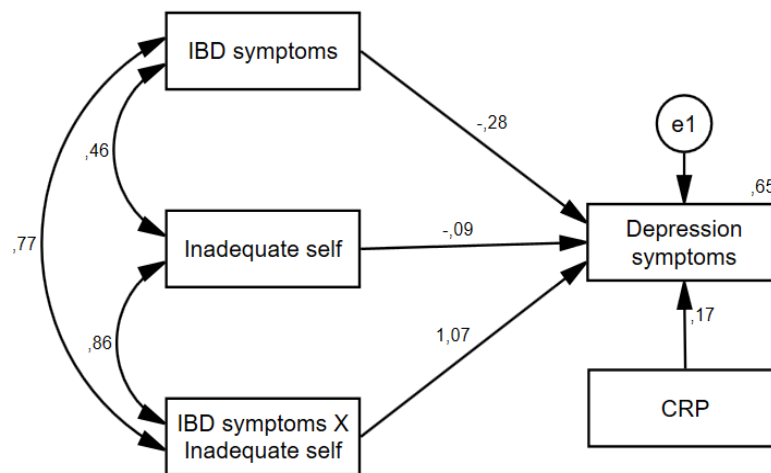 IBD symptoms
-,28
e1
,46
,65
,77
Inadequate self
-,09
Depression
symptoms
,86
1,07
,17
IBD symptoms X
Inadequate self
CRP